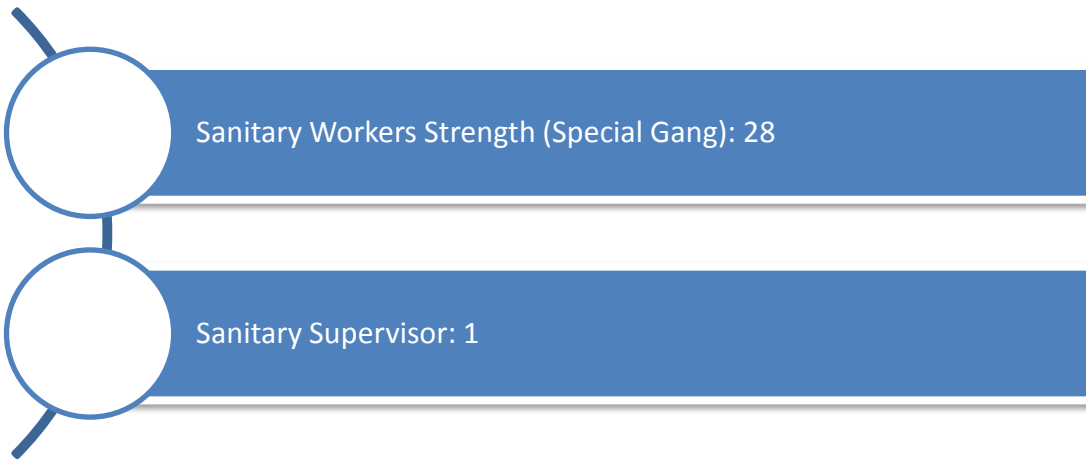 Sanitary Workers Strength (Special Gang): 28
Sanitary Supervisor: 1